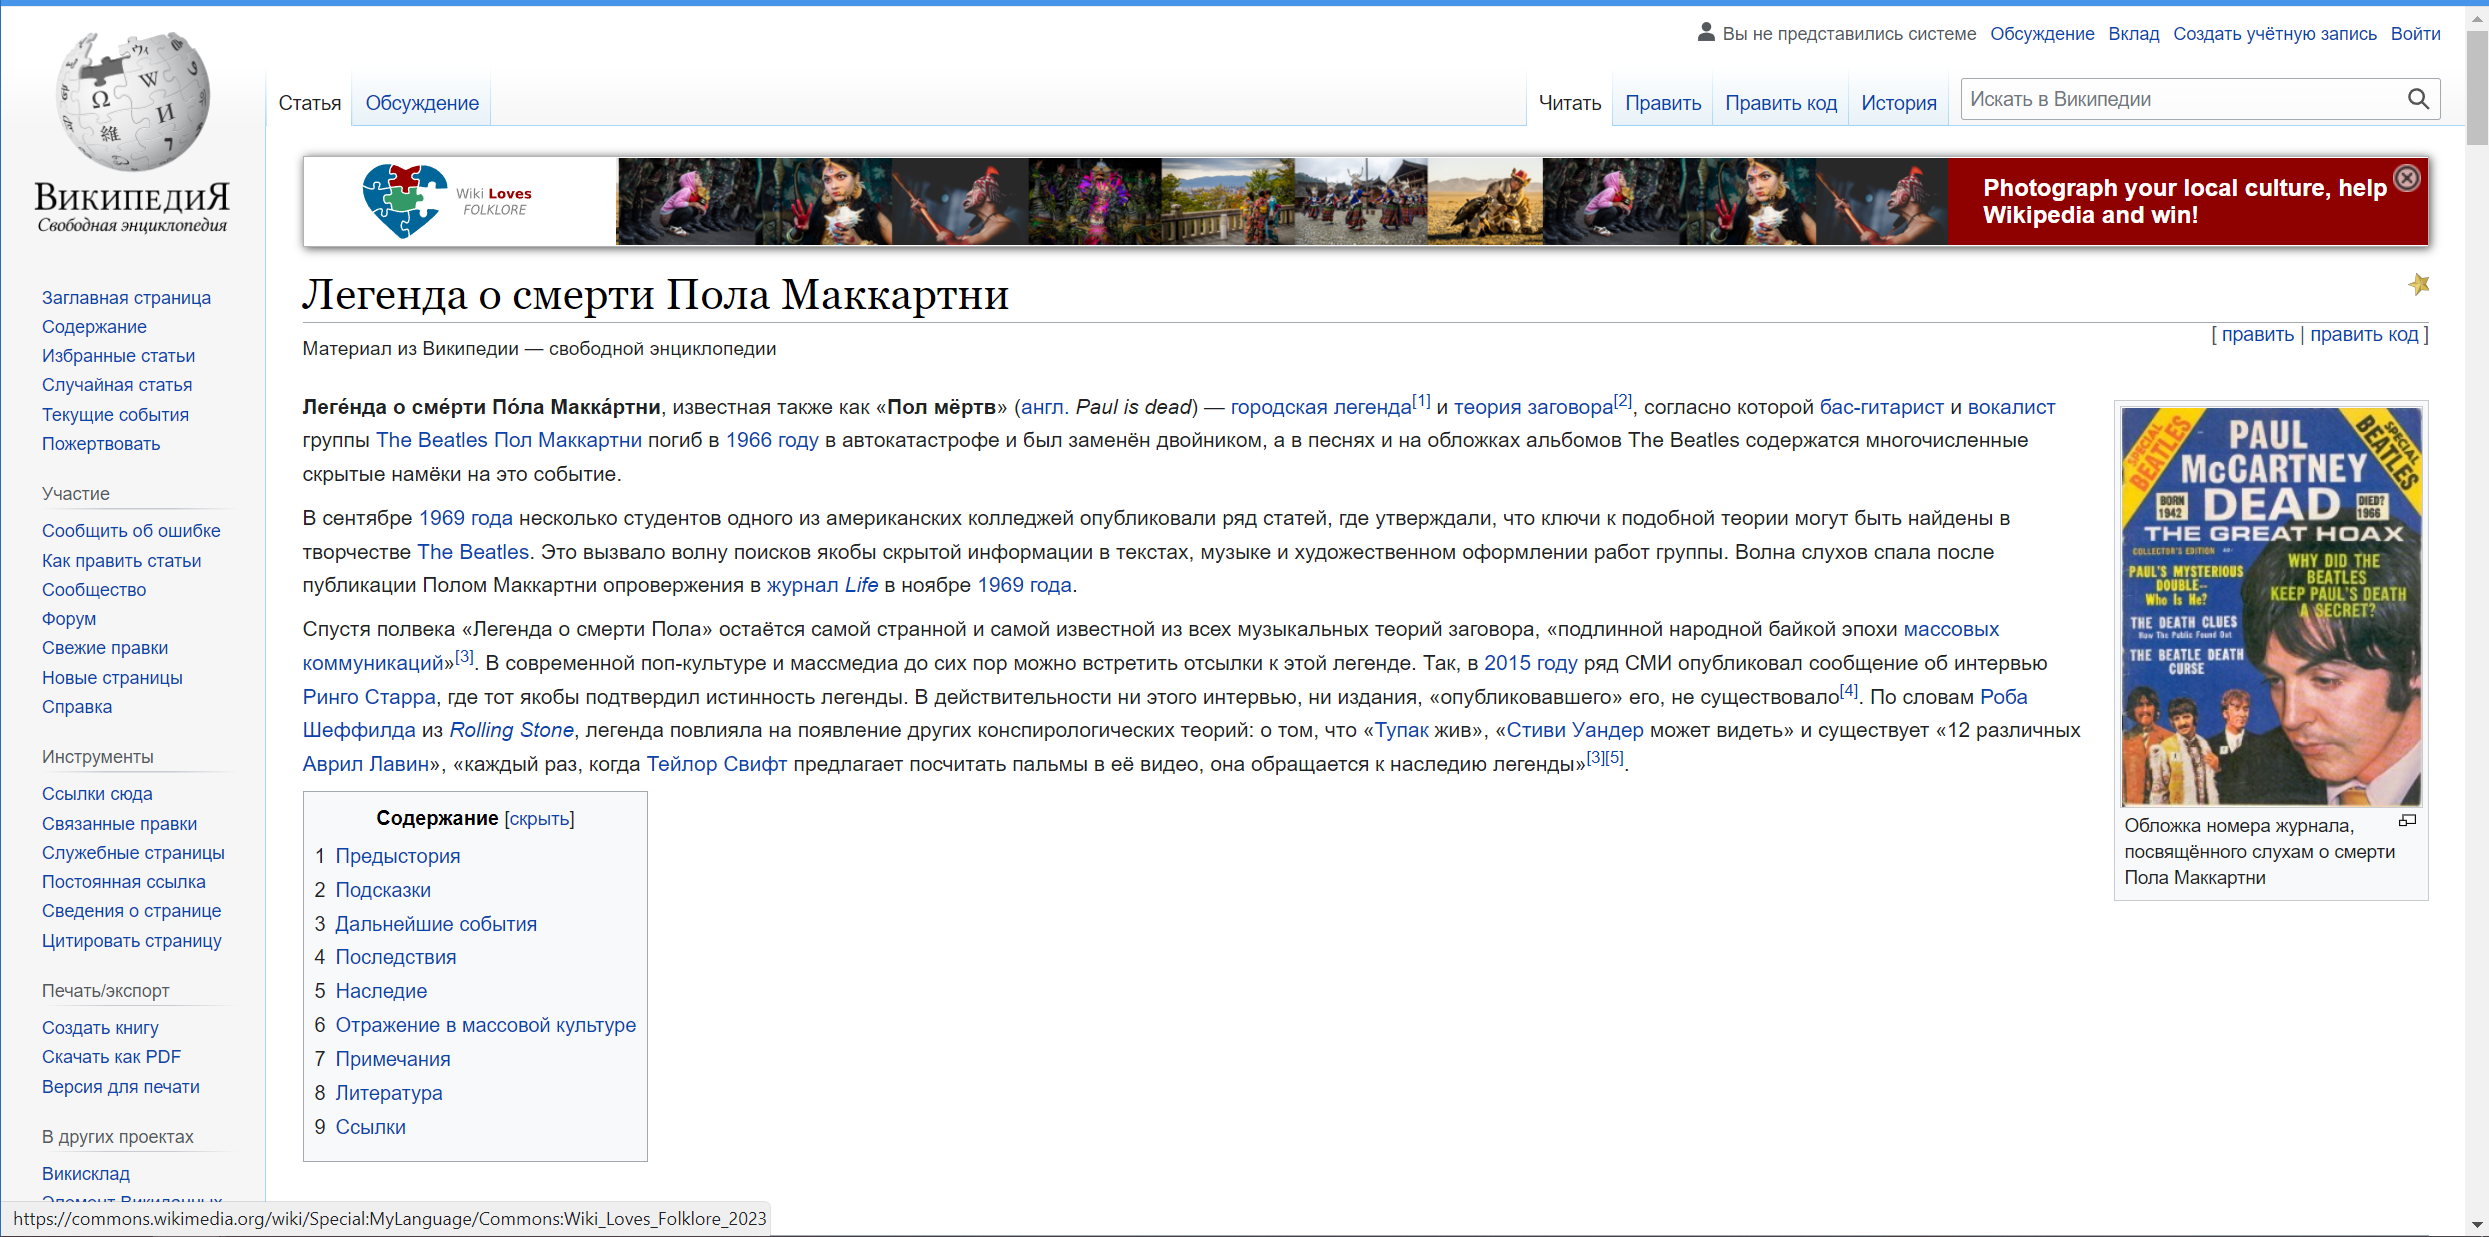 Вы не представились системе Обсуждение Вклад Создать учётную запись Войти
Статья Обсуждение
Читать Править Править код История
Искать в Википедии
ВикипедиЯ
Свободная энциклопедия
Wiki Loves
FOLKLORE
Photograph your local culture, help
Wikipedia and win!
Заглавная страница
Содержание
Избранные статьи
Случайная статья
Текущие события
Пожертвовать
Участие
Сообщить об ошибке
Как править статьи
Сообщество
Форум
Свежие правки
Новые страницы
Справка
Инструменты
Ссылки сюда
Связанные правки
Служебные страницы
Постоянная ссылка
Сведения о странице
Цитировать страницу
Печать/экспорт
Создать книгу
Скачать как PDF
Версия для печати
В других проектах
Викисклад
Элемент Викиданных
Легенда о смерти Пола Маккартни
[ править | править код ]
Материал из Википедии — свободной энциклопедии
Леге́нда о сме́рти По́ла Макка́ртни, известная также как «Пол мёртв» (англ. Paul is dead) — городская легенда[1] и теория заговора[2], согласно которой бас-гитарист и вокалист
группы The Beatles Пол Маккартни погиб в 1966 году в автокатастрофе и был заменён двойником, а в песнях и на обложках альбомов The Beatles содержатся многочисленные
скрытые намёки на это событие.
В сентябре 1969 года несколько студентов одного из американских колледжей опубликовали ряд статей, где утверждали, что ключи к подобной теории могут быть найдены в
творчестве The Beatles. Это вызвало волну поисков якобы скрытой информации в текстах, музыке и художественном оформлении работ группы. Волна слухов спала после
публикации Полом Маккартни опровержения в журнал Life в ноябре 1969 года.
Спустя полвека «Легенда о смерти Пола» остаётся самой странной и самой известной из всех музыкальных теорий заговора, «подлинной народной байкой эпохи массовых
коммуникаций»[3]. В современной поп-культуре и массмедиа до сих пор можно встретить отсылки к этой легенде. Так, в 2015 году ряд СМИ опубликовал сообщение об интервью
Ринго Старра, где тот якобы подтвердил истинность легенды. В действительности ни этого интервью, ни издания, «опубликовавшего» его, не существовало[4]. По словам Роба
Шеффилда из Rolling Stone, легенда повлияла на появление других конспирологических теорий: о том, что «Тупак жив», «Стиви Уандер может видеть» и существует «12 различных
Аврил Лавин», «каждый раз, когда Тейлор Свифт предлагает посчитать пальмы в её видео, она обращается к наследию легенды»[3][5].
Содержание [скрыть]
1 Предыстория
2 Подсказки
3 Дальнейшие события
4 Последствия
5 Наследие
6 Отражение в массовой культуре
7 Примечания
8 Литература
9 Ссылки
SPECIAL BEATLES
SPECIAL BEATLES
PAUL
McCARTNEY
BORN 1942
DEAD
DIED? 1966
THE GREAT HOAX
COLLECTOR'S EDITION
WHY DID THE
BEATLES
KEEP PAUL'S DEATH
A SECRET?
PAUL'S MYSTERIOUS
DOUBLE--
Who Is He?
THE DEATH CLUES
How The Public Found Out
THE BEATLE DEATH
CURSE
Обложка номера журнала,
посвящённого слухам о смерти
Пола Маккартни
https://commons.wikimedia.org/wiki/Special:MyLanguage/Commons:Wiki_Loves_Folklore_2023